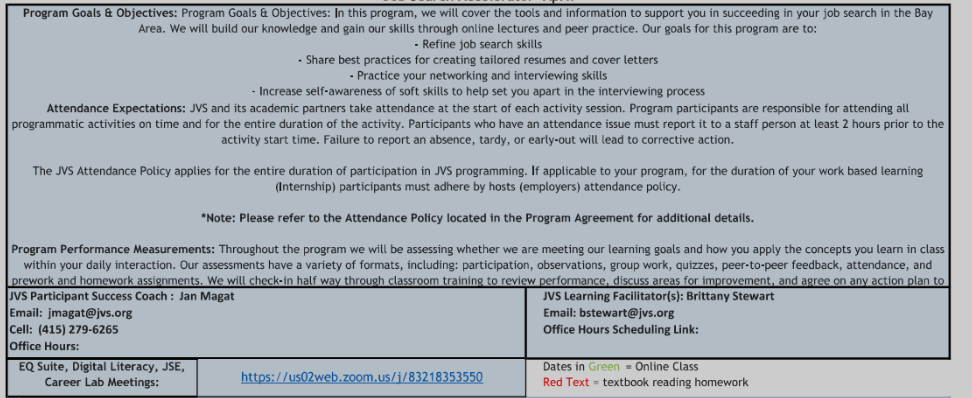 Program Goals & Objectives: Program Goals & Objectives: In this program, we will cover the tools and information to support you in succeeding in your job search in the Bay
Area. We will build our knowledge and gain our skills through online lectures and peer practice. Our goals for this program are to:
- Refine job search skills
- Share best practices for creating tailored resumes and cover letters
- Practice your networking and interviewing skills
- Increase self-awareness of soft skills to help set you apart in the interviewing process
Attendance Expectations: JVS and its academic partners take attendance at the start of each activity session. Program participants are responsible for attending all
programmatic activities on time and for the entire duration of the activity. Participants who have an attendance issue must report it to a staff person at least 2 hours prior to the
activity start time. Failure to report an absence, tardy, or early-out will lead to corrective action.
The JVS Attendance Policy applies for the entire duration of participation in JVS programming. If applicable to your program, for the duration of your work based learning
(Internship) participants must adhere by hosts (employers) attendance policy.
*Note: Please refer to the Attendance Policy located in the Program Agreement for additional details.
Program Performance Measurements: Throughout the program we will be assessing whether we are meeting our learning goals and how you apply the concepts you learn in class
within your daily interaction. Our assessments have a variety of formats, including: participation, observations, group work, quizzes, peer-to-peer feedback, attendance, and
prework and homework assignments. We will check-in half way through classroom training to review performance, discuss areas for improvement, and agree on any action plan to
JVS Participant Success Coach : Jan Magat
Email: jmagat@jvs.org
Cell: (415) 279-6265
Office Hours:
JVS Learning Facilitator(s): Brittany Stewart
Email: bstewart@jvs.org
Office Hours Scheduling Link:
EQ Suite, Digital Literacy, JSE,
Career Lab Meetings:
https://us02web.zoom.us/j/83218353550
Dates in Green = Online Class
Red Text = textbook reading homework